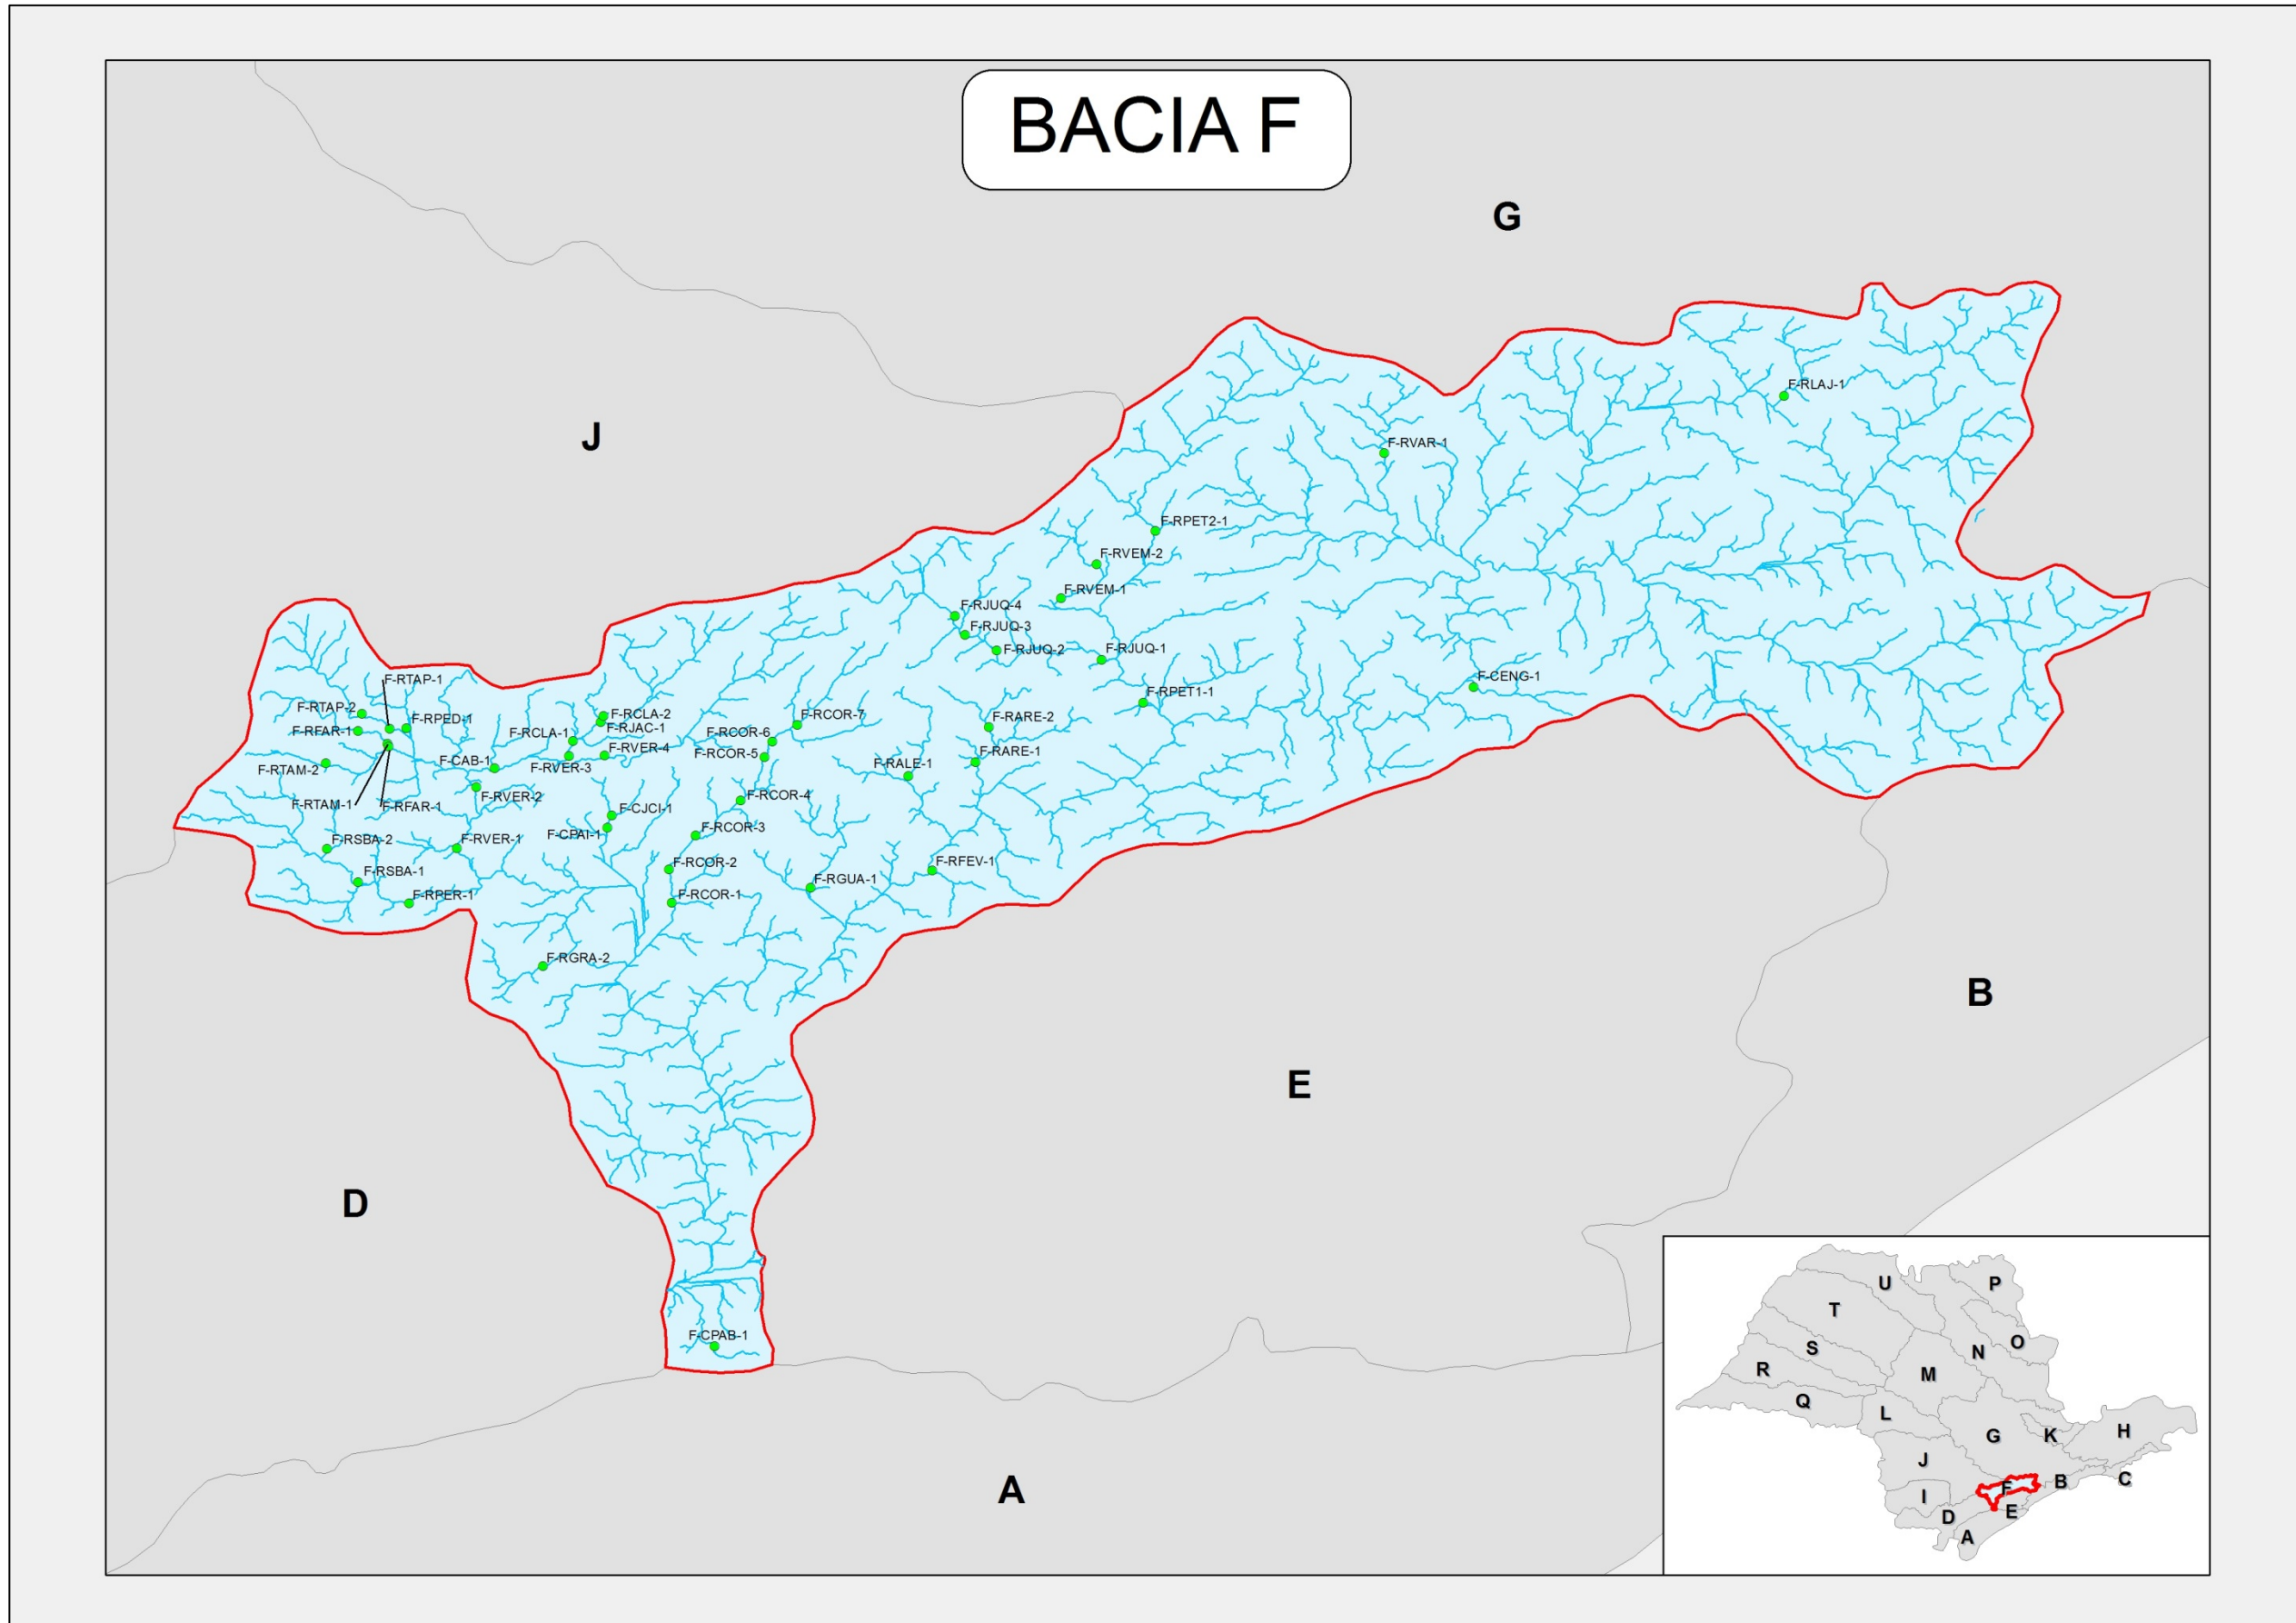 BACIA F
G
J
F-RLAJ-1
F-RVAR-1
F-RPET2-1
F-RVEM-2
F-RVEM-1
F-RJUQ-4
F-RJUQ-3
F-RJUQ-2
F-RJUQ-1
F-CENG-1
F-RPET1-1
F-RTAP-1
F-RTAP-2
F-RPED-1
F-RFAR-1
F-RCLA-2
F-RJAC-1
F-RCLA-1
F-RCOR-7
F-RCOR-6
F-RCOR-5
F-RARE-2
F-RARE-1
F-RVER-4
F-RVER-3
F-CAB-1
F-RTAM-2
F-RALE-1
F-RVER-2
F-RTAM-1
F-RFAR-1
F-RCOR-4
F-CJCI-1
F-CPAI-1
F-RCOR-3
F-RSBA-2
F-RVER-1
F-RCOR-2
F-RSBA-1
F-RFEV-1
F-RGUA-1
F-RPER-1
F-RCOR-1
F-RGRA-2
B
E
D
F-CPAB-1
A
U
P
T
O
S
N
R
M
Q
L
H
G
K
J
B
C
F
I
E
D
A